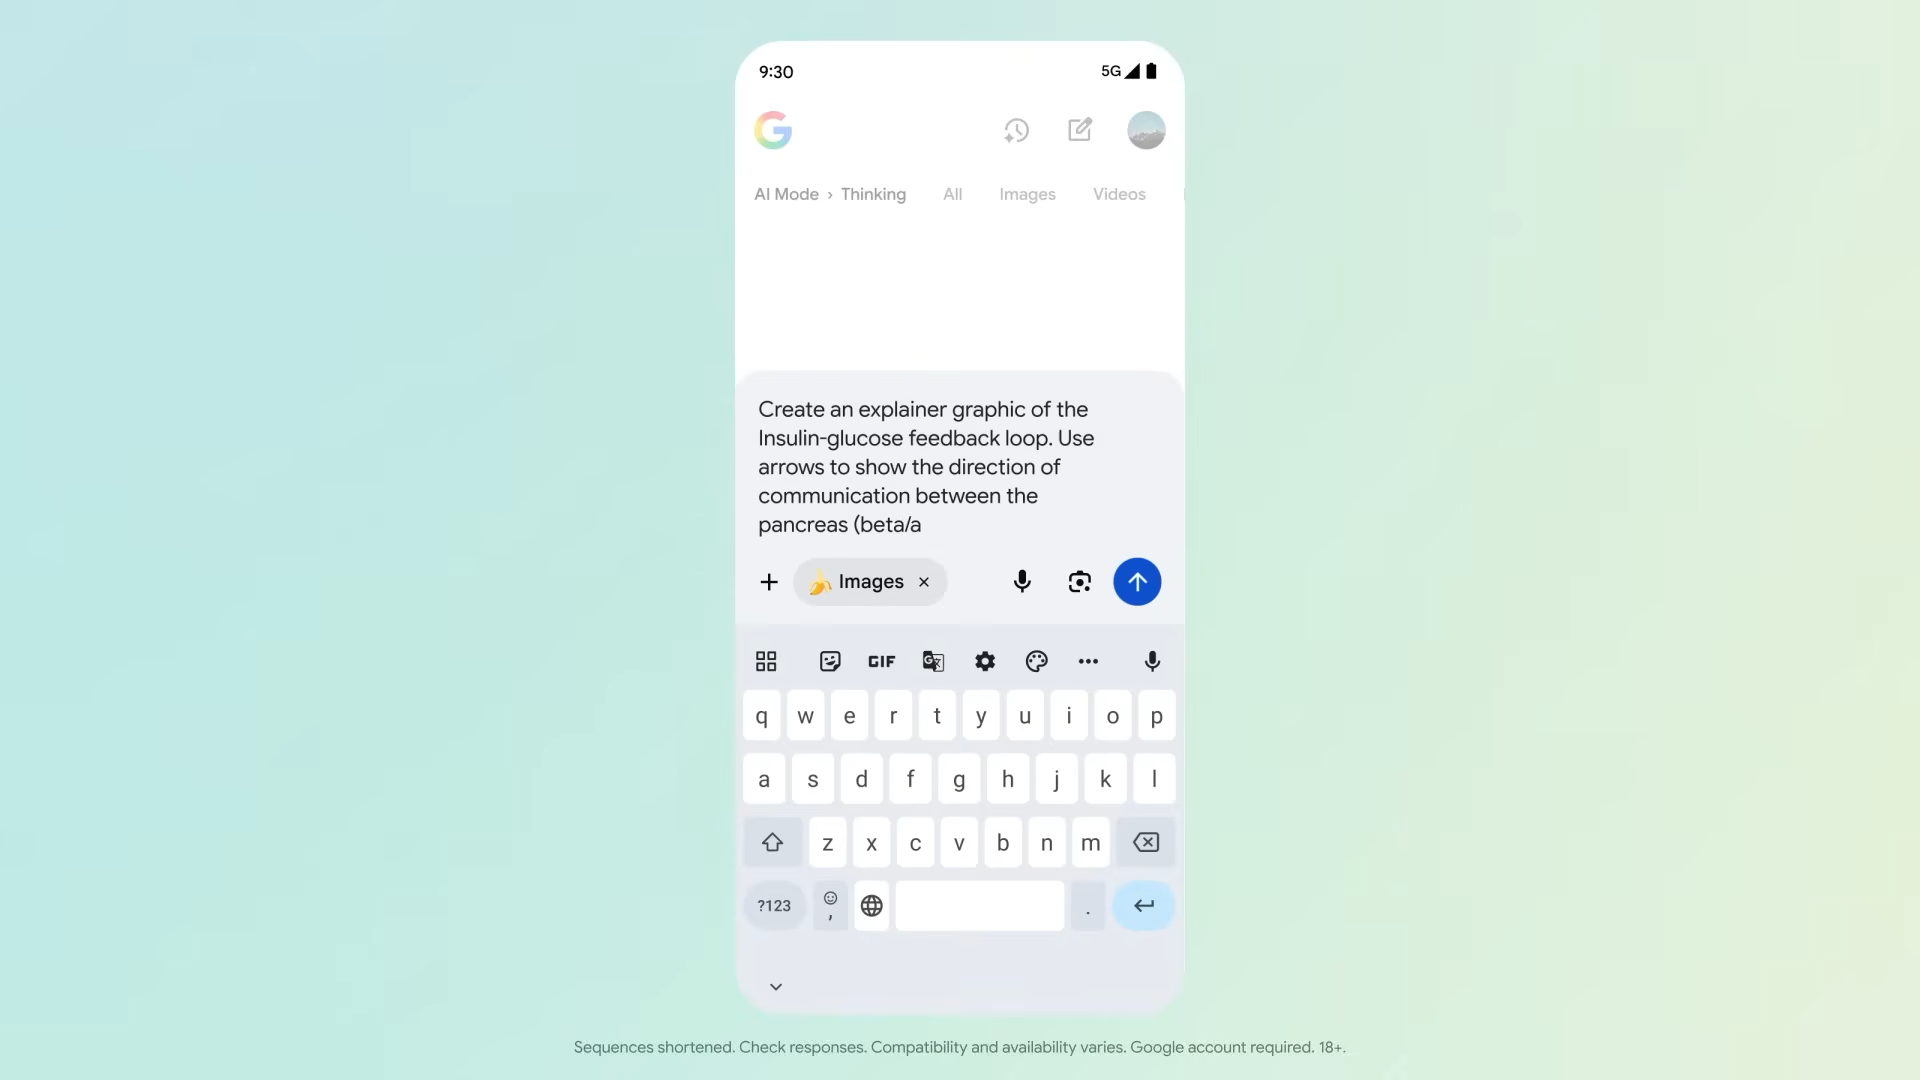 9:30
5G
AI Mode › Thinking All Images Videos
Create an explainer graphic of the
Insulin-glucose feedback loop. Use
arrows to show the direction of
communication between the
pancreas (beta/a
Images
GIF
q w e r t y u i o p
a s d f g h j k l
z x c v b n m
?123 , .
Sequences shortened. Check responses. Compatibility and availability varies. Google account required. 18+.